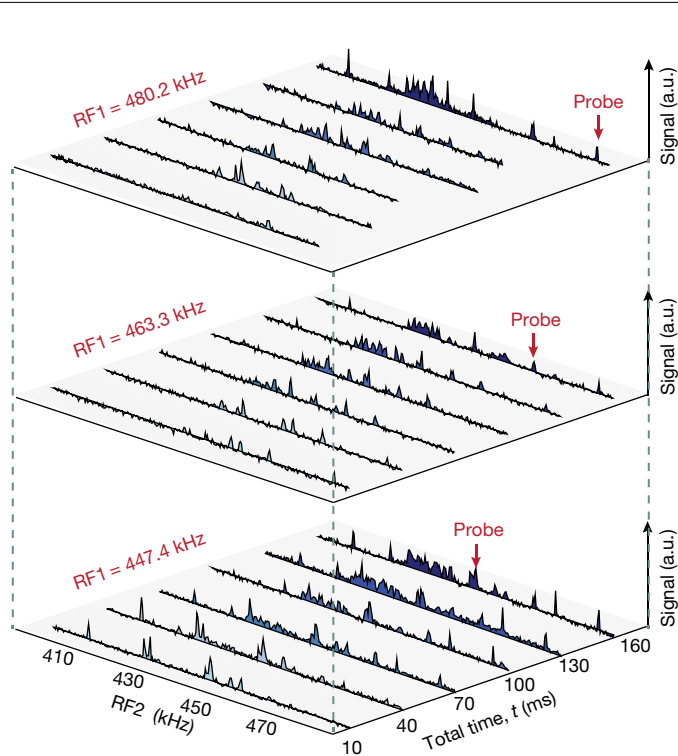 RF1 = 480.2 kHz
Probe
Signal (a.u.)
RF1 = 463.3 kHz
Probe
Signal (a.u.)
RF1 = 447.4 kHz
Probe
Signal (a.u.)
410
430
450
470
RF2 (kHz)
10
40
70
100
130
160
Total time, t (ms)